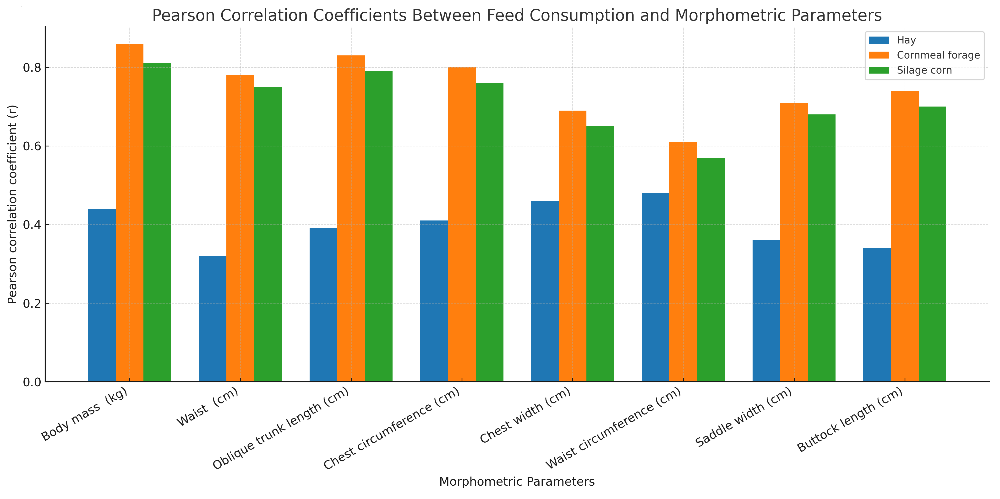 Pearson Correlation Coefficients Between Feed Consumption and Morphometric Parameters
Hay
Cornmeal forage
Silage corn
Pearson correlation coefficient (r)
0.8
0.6
0.4
0.2
0.0
Body mass  (kg)
Waist  (cm)
Oblique trunk length (cm)
Chest circumference (cm)
Chest width (cm)
Waist circumference (cm)
Saddle width (cm)
Buttock length (cm)
Morphometric Parameters